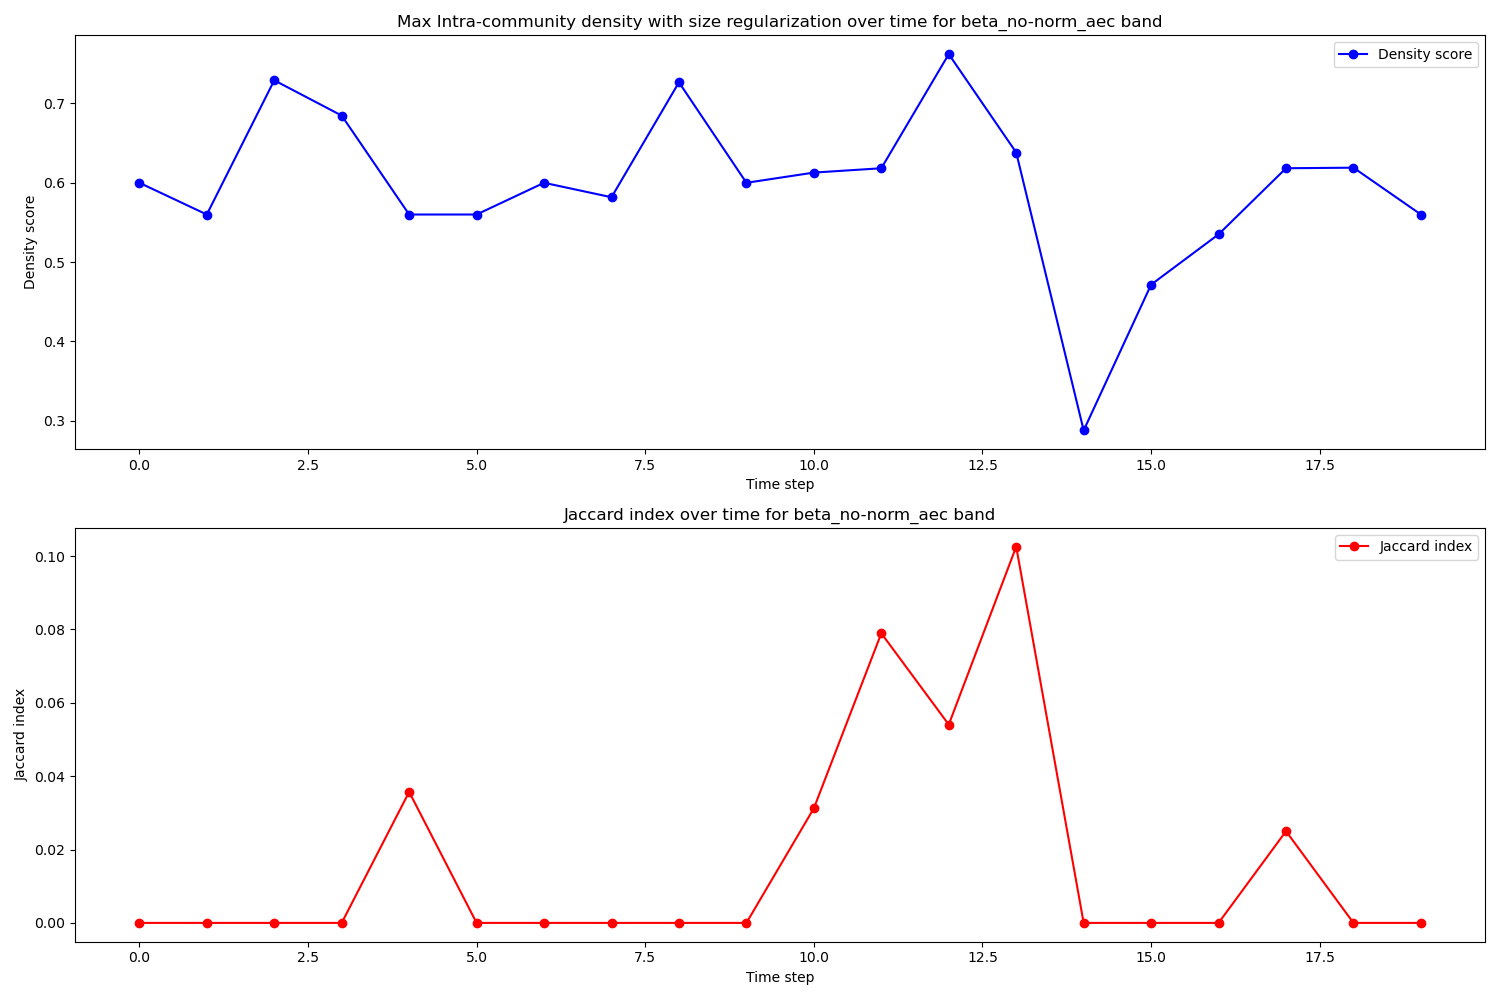 Max Intra-community density with size regularization over time for beta_no-norm_aec band
Density score
0.7
0.6
0.5
0.4
0.3
Density score
0.0 2.5 5.0 7.5 10.0 12.5 15.0 17.5
Time step
Jaccard index over time for beta_no-norm_aec band
Jaccard index
0.10
0.08
0.06
0.04
0.02
0.00
Jaccard index
0.0 2.5 5.0 7.5 10.0 12.5 15.0 17.5
Time step